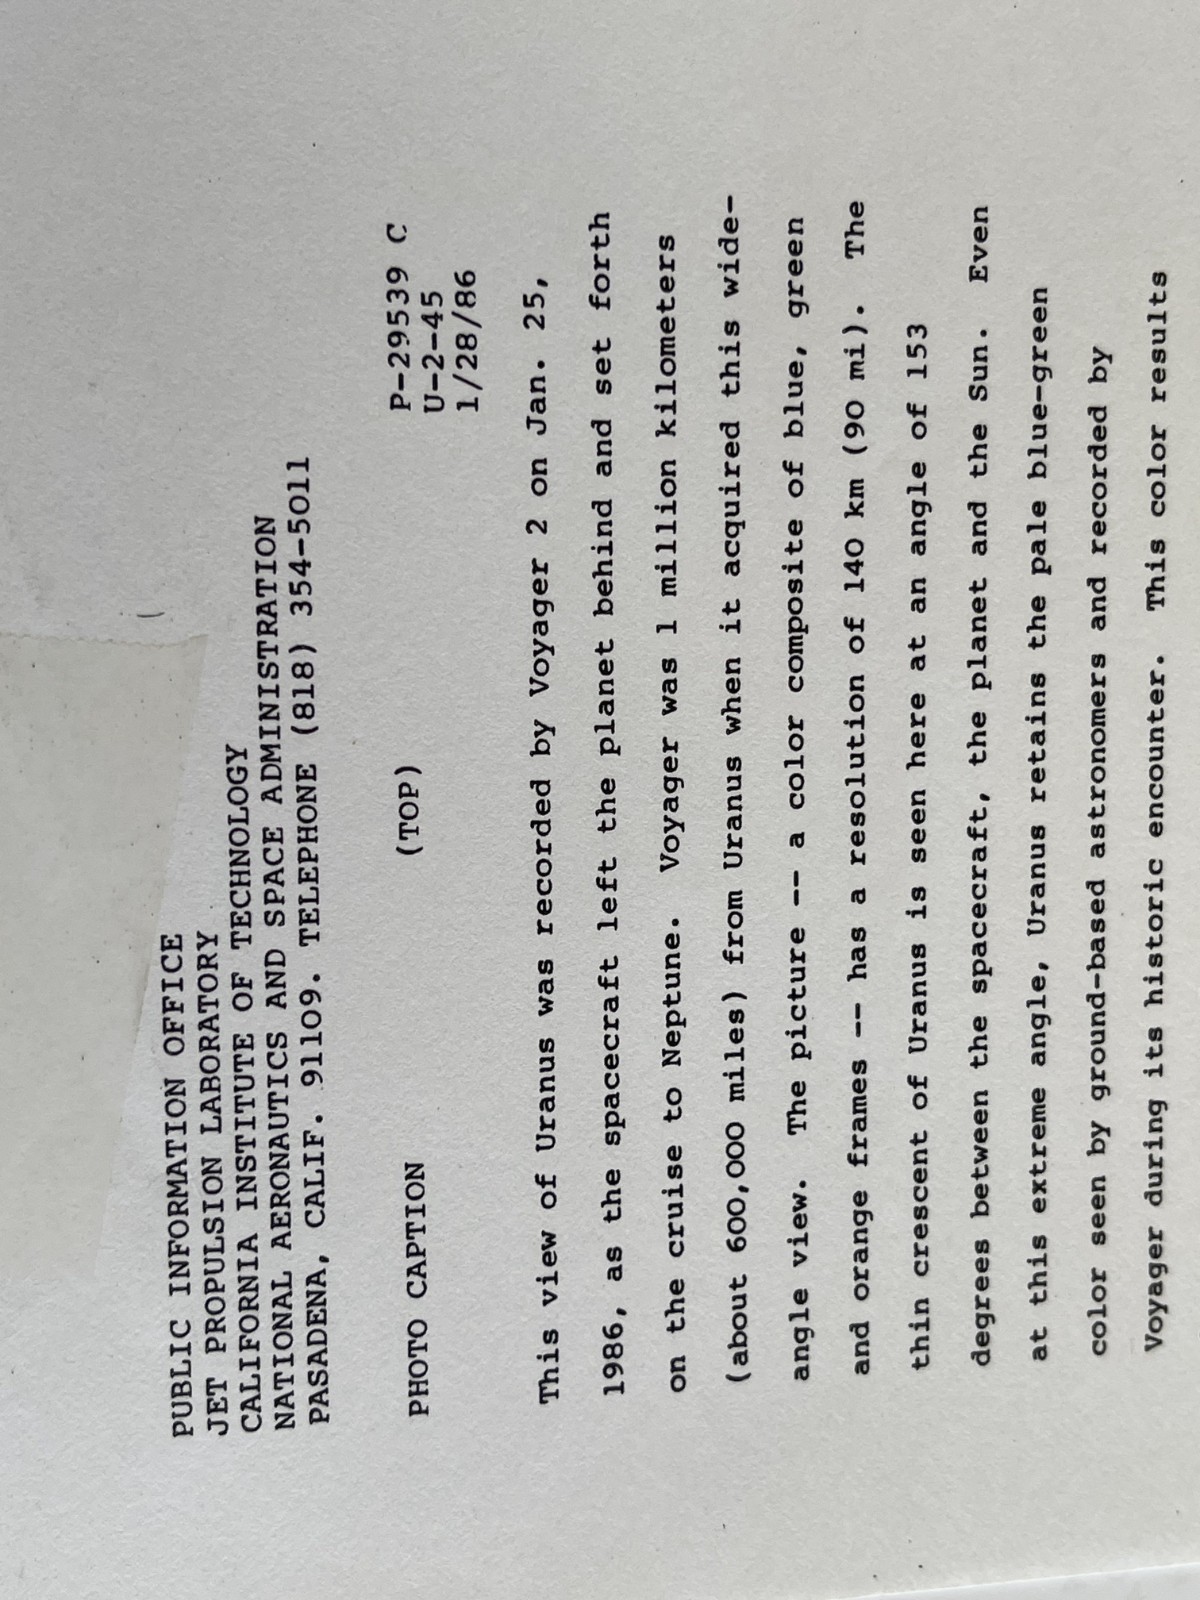 PUBLIC INFORMATION OFFICE
JET PROPULSION LABORATORY
CALIFORNIA INSTITUTE OF TECHNOLOGY
NATIONAL AERONAUTICS AND SPACE ADMINISTRATION
PASADENA, CALIF. 91109. TELEPHONE (818) 354-5011
PHOTO CAPTION (TOP) P-29539 C
U-2-45
1/28/86
This view of Uranus was recorded by Voyager 2 on Jan. 25,
1986, as the spacecraft left the planet behind and set forth
on the cruise to Neptune. Voyager was 1 million kilometers
(about 600,000 miles) from Uranus when it acquired this wide-
angle view. The picture -- a color composite of blue, green
and orange frames -- has a resolution of 140 km (90 mi). The
thin crescent of Uranus is seen here at an angle of 153
degrees between the spacecraft, the planet and the Sun. Even
at this extreme angle, Uranus retains the pale blue-green
color seen by ground-based astronomers and recorded by
Voyager during its historic encounter. This color results